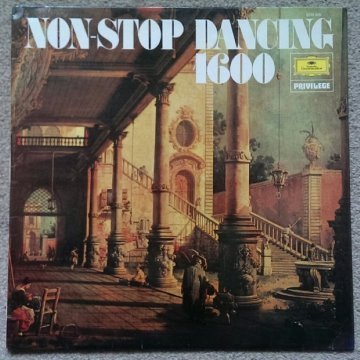 NON-STOP DANCING
1600
PRIVILEGE